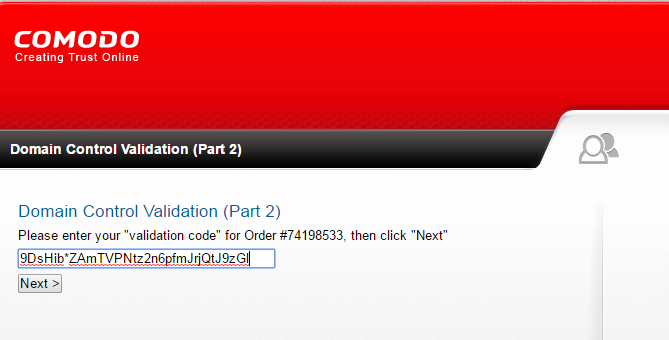 COMODO
Creating Trust Online
Domain Control Validation (Part 2)
Domain Control Validation (Part 2)
Please enter your "validation code" for Order #74198533, then click "Next"
9DsHib*ZAmTVPNtz2n6pfmJrjQtJ9zGl
Next >